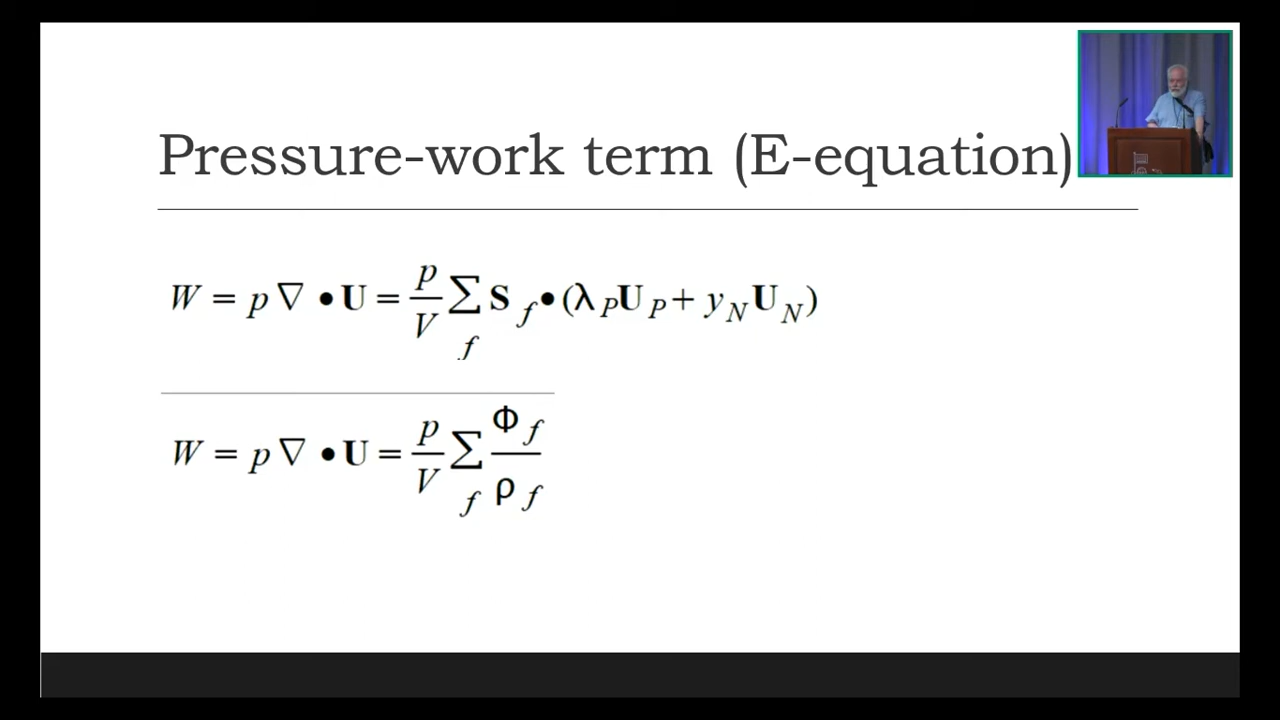 Pressure-work term (E-equation)
W = p ∇ • U = p/V ∑_f S_f • (λ_P U_P + y_N U_N)
W = p ∇ • U = p/V ∑_f Φ_f / ρ_f